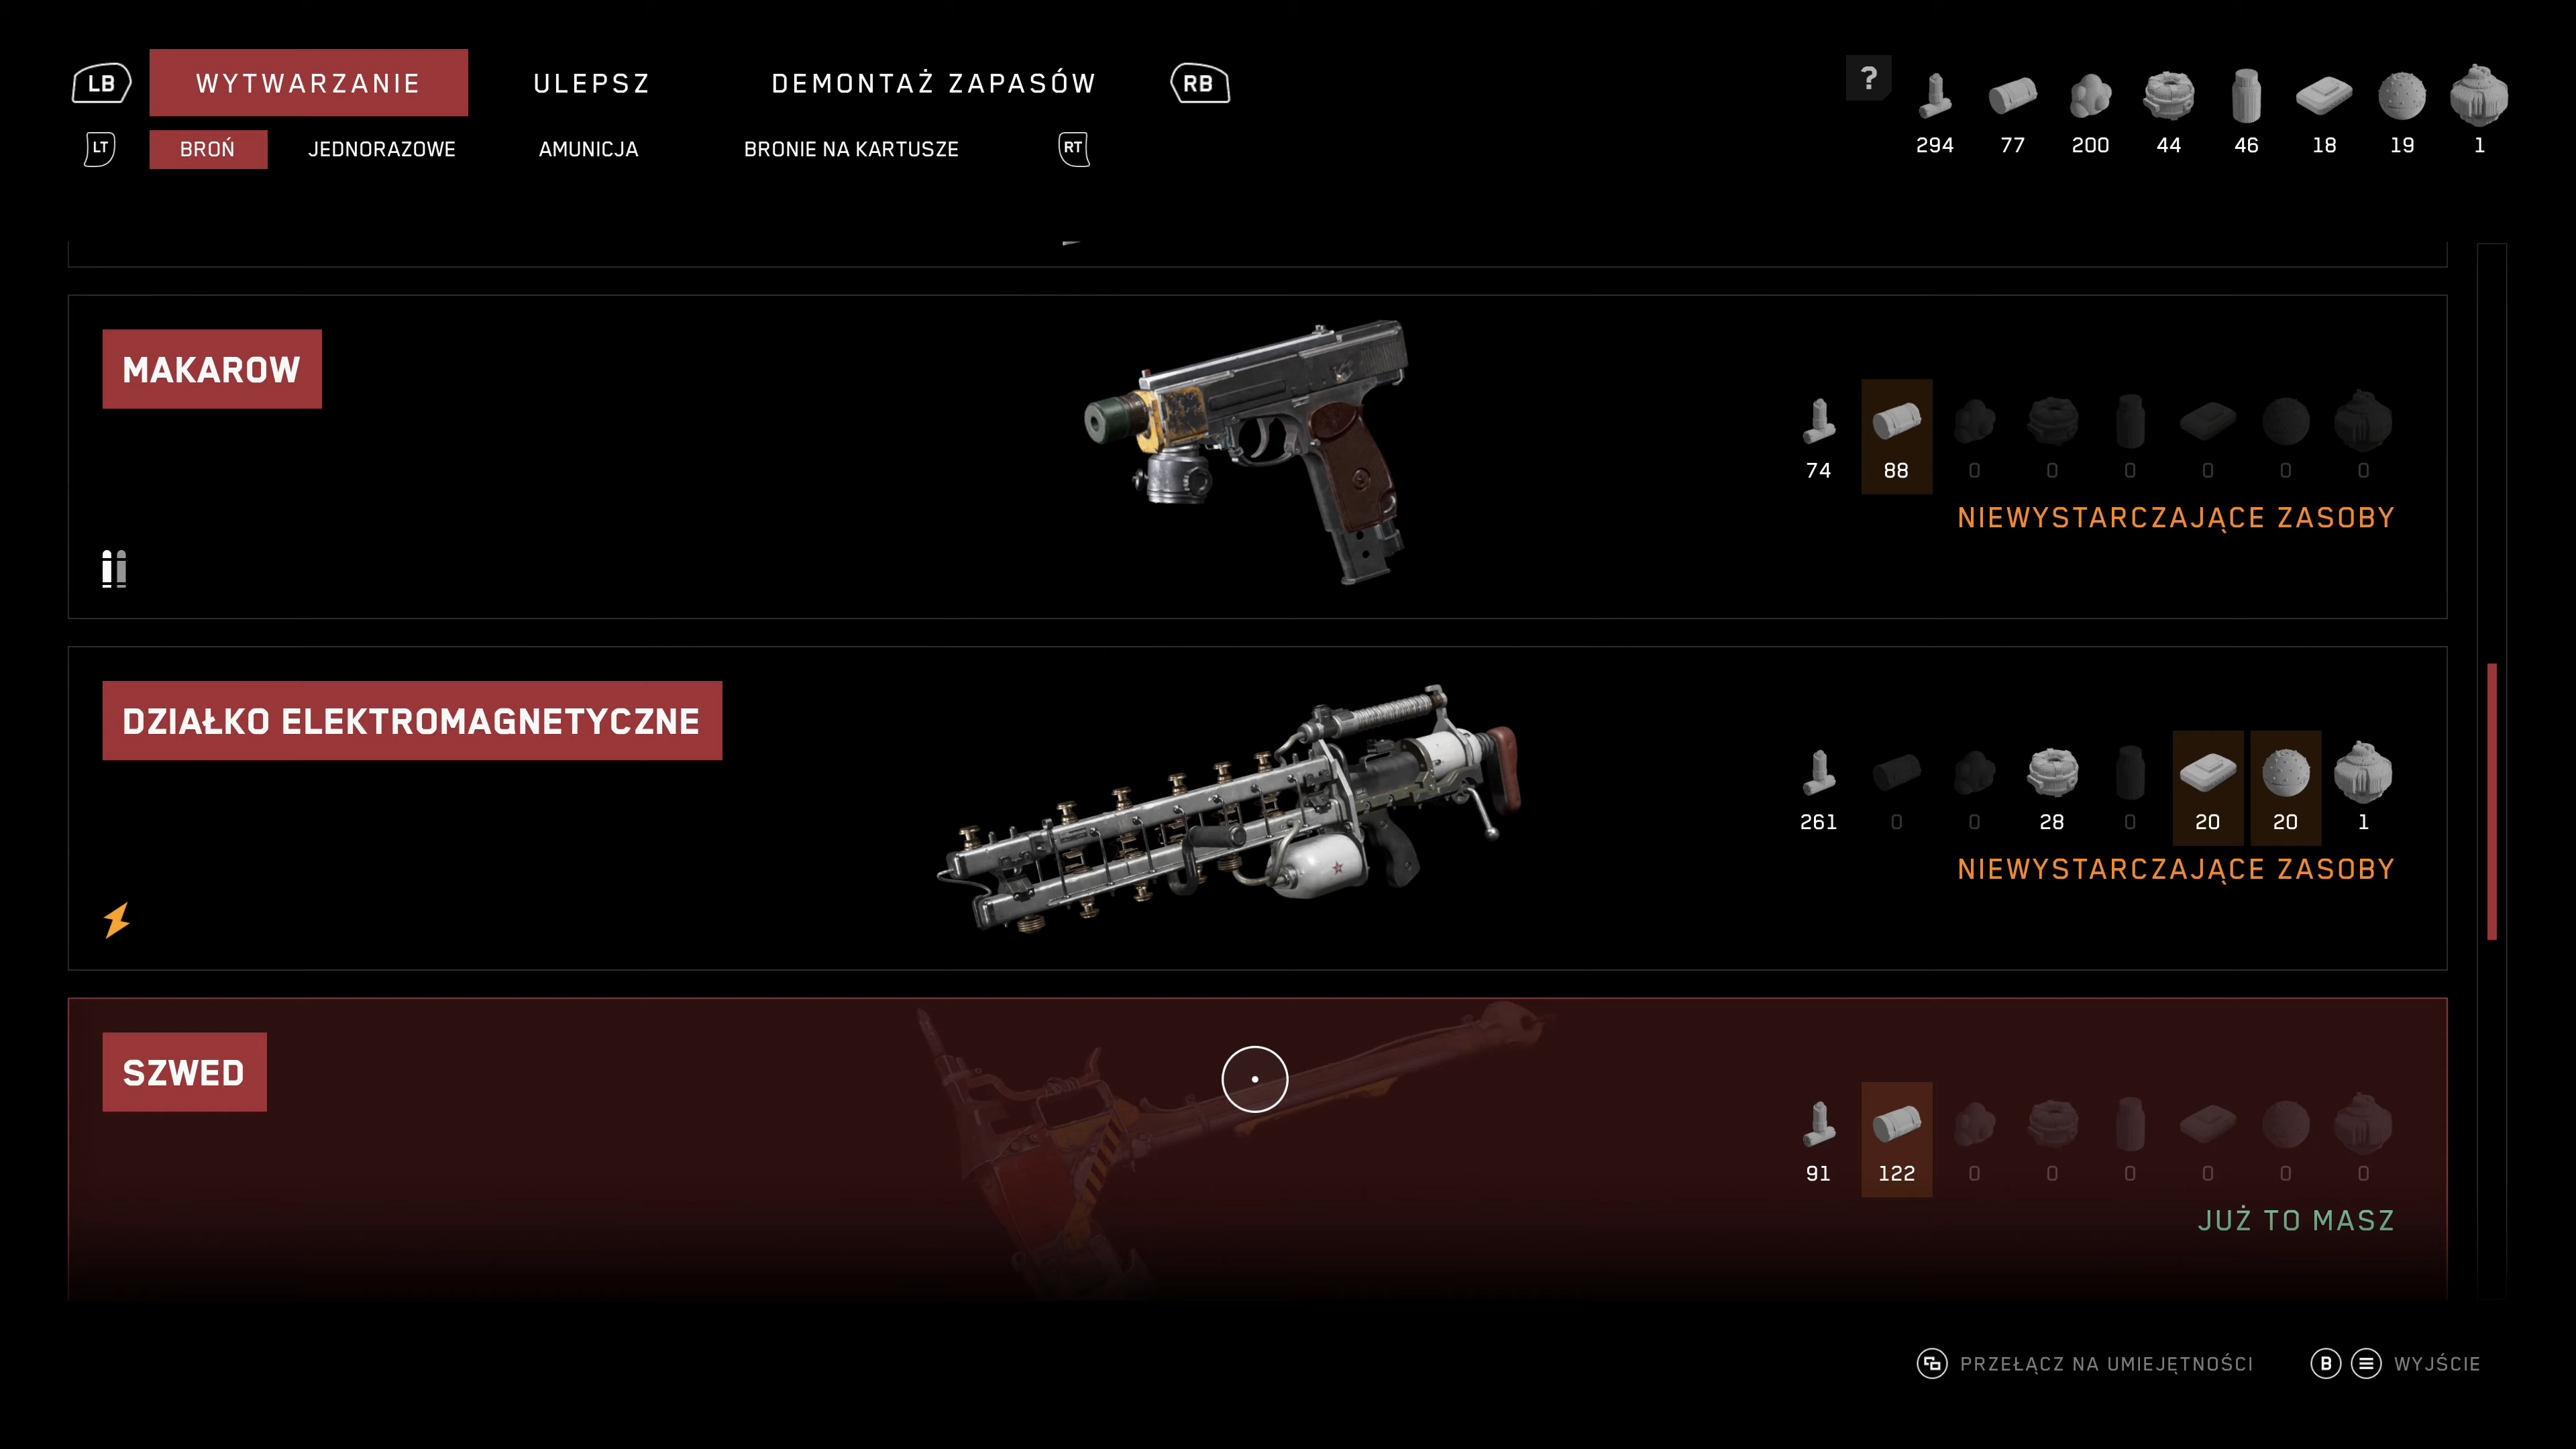 LB WYTWARZANIE ULEPSZ DEMONTAŻ ZAPASÓW RB ?
LT BROŃ JEDNORAZOWE AMUNICJA BRONIE NA KARTUSZE RT
294 77 200 44 46 18 19 1
MAKAROW
74 88 0 0 0 0 0 0
NIEWYSTARCZAJĄCE ZASOBY
DZIAŁKO ELEKTROMAGNETYCZNE
261 0 0 28 0 20 20 1
NIEWYSTARCZAJĄCE ZASOBY
SZWED
91 122 0 0 0 0 0 0
JUŻ TO MASZ
PRZEŁĄCZ NA UMIEJĘTNOŚCI B WYJŚCIE